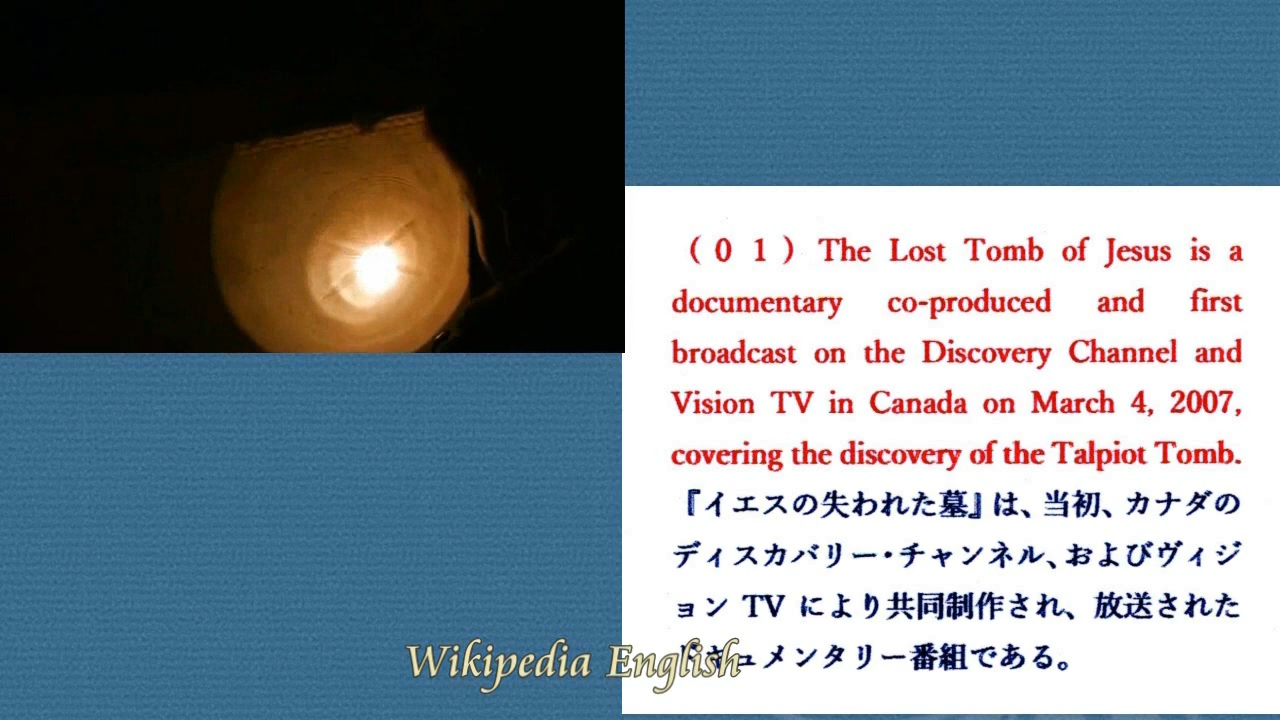 （０１）The Lost Tomb of Jesus is a
documentary co-produced and first
broadcast on the Discovery Channel and
Vision TV in Canada on March 4, 2007,
covering the discovery of the Talpiot Tomb.
『イエスの失われた墓』は、当初、カナダの
ディスカバリー・チャンネル、およびヴィジ
ョン TV により共同制作され、放送された
ドキュメンタリー番組である。
Wikipedia English